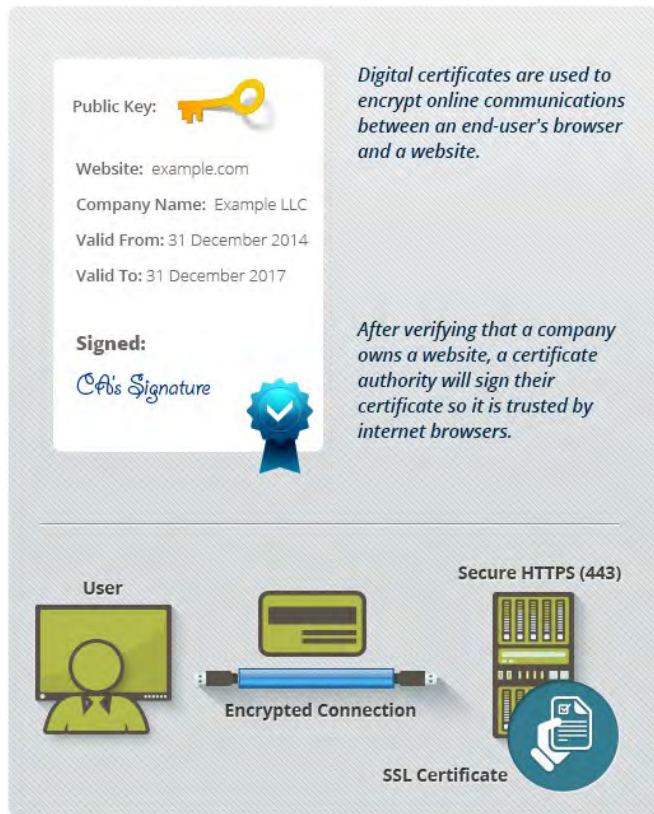 Public Key:
Digital certificates are used to
encrypt online communications
between an end-user's browser
and a website.
Website: example.com
Company Name: Example LLC
Valid From: 31 December 2014
Valid To: 31 December 2017
Signed:
CA's Signature
After verifying that a company
owns a website, a certificate
authority will sign their
certificate so it is trusted by
internet browsers.
User
Secure HTTPS (443)
Encrypted Connection
SSL Certificate